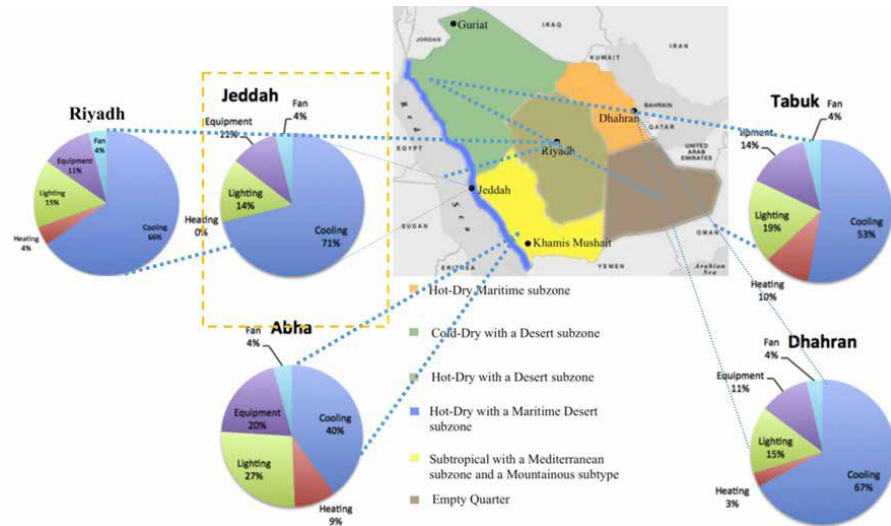 Riyadh
Fan
4%
Equipment
11%
Lighting
15%
Heating
4%
Cooling
66%
Jeddah
Fan
4%
Equipment
11%
Lighting
14%
Heating
0%
Cooling
71%
Guriat
IRAQ
JORDAN
IRAN
KUWAIT
BAHRAIN
Dhahran
QATAR
EGYPT
Red
Sea
Riyadh
UNITED
ARAB
EMIRATES
Jeddah
SUDAN
Khamis Mushait
OMAN
ERITREA
YEMEN
Arabian
Sea
Tabuk
Fan
4%
uipment
14%
Lighting
19%
Heating
10%
Cooling
53%
Abha
Fan
4%
Equipment
20%
Lighting
27%
Heating
9%
Cooling
40%
Hot-Dry Maritime subzone
Cold-Dry with a Desert subzone
Hot-Dry with a Desert subzone
Hot-Dry with a Maritime Desert
subzone
Subtropical with a Mediterranean
subzone and a Mountainous subtype
Empty Quarter
Dhahran
Fan
4%
Equipment
11%
Lighting
15%
Heating
3%
Cooling
67%